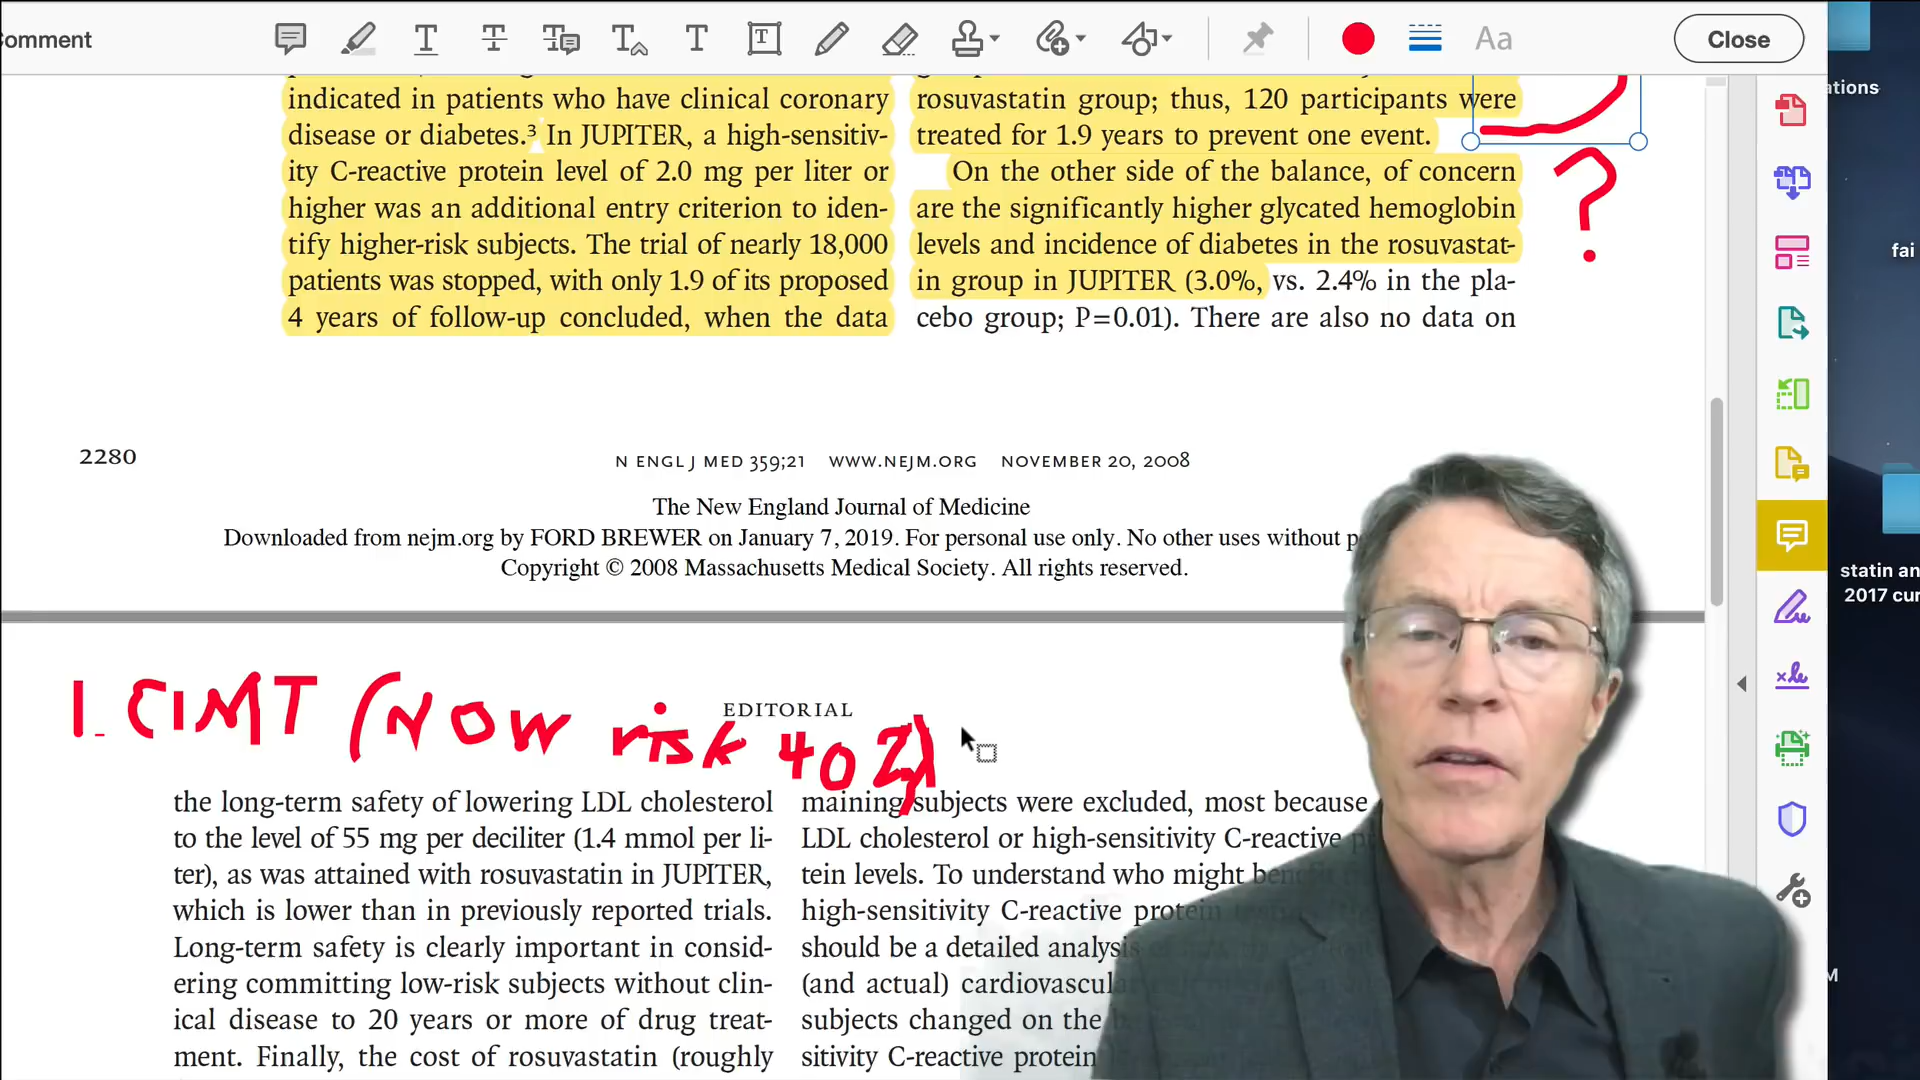 Comment
Aa
Close
indicated in patients who have clinical coronary
disease or diabetes.³ In JUPITER, a high-sensitiv-
ity C-reactive protein level of 2.0 mg per liter or
higher was an additional entry criterion to iden-
tify higher-risk subjects. The trial of nearly 18,000
patients was stopped, with only 1.9 of its proposed
4 years of follow-up concluded, when the data
rosuvastatin group; thus, 120 participants were
treated for 1.9 years to prevent one event.
On the other side of the balance, of concern
are the significantly higher glycated hemoglobin
levels and incidence of diabetes in the rosuvastat-
in group in JUPITER (3.0%, vs. 2.4% in the pla-
cebo group; P=0.01). There are also no data on
?
2280
N ENGL J MED 359;21 WWW.NEJM.ORG NOVEMBER 20, 2008
The New England Journal of Medicine
Downloaded from nejm.org by FORD BREWER on January 7, 2019. For personal use only. No other uses without
Copyright © 2008 Massachusetts Medical Society. All rights reserved.
EDITORIAL
1. CIMT (NOW risk 40
the long-term safety of lowering LDL cholesterol
to the level of 55 mg per deciliter (1.4 mmol per li-
ter), as was attained with rosuvastatin in JUPITER,
which is lower than in previously reported trials.
Long-term safety is clearly important in consid-
ering committing low-risk subjects without clin-
ical disease to 20 years or more of drug treat-
ment. Finally, the cost of rosuvastatin (roughly
maining subjects were excluded, most because
LDL cholesterol or high-sensitivity C-reactive
tein levels. To understand who might
high-sensitivity C-reactive protein
should be a detailed analysis
(and actual)
subjects changed on the
sitivity C-reactive protein
ations
fai
statin an
2017 cur